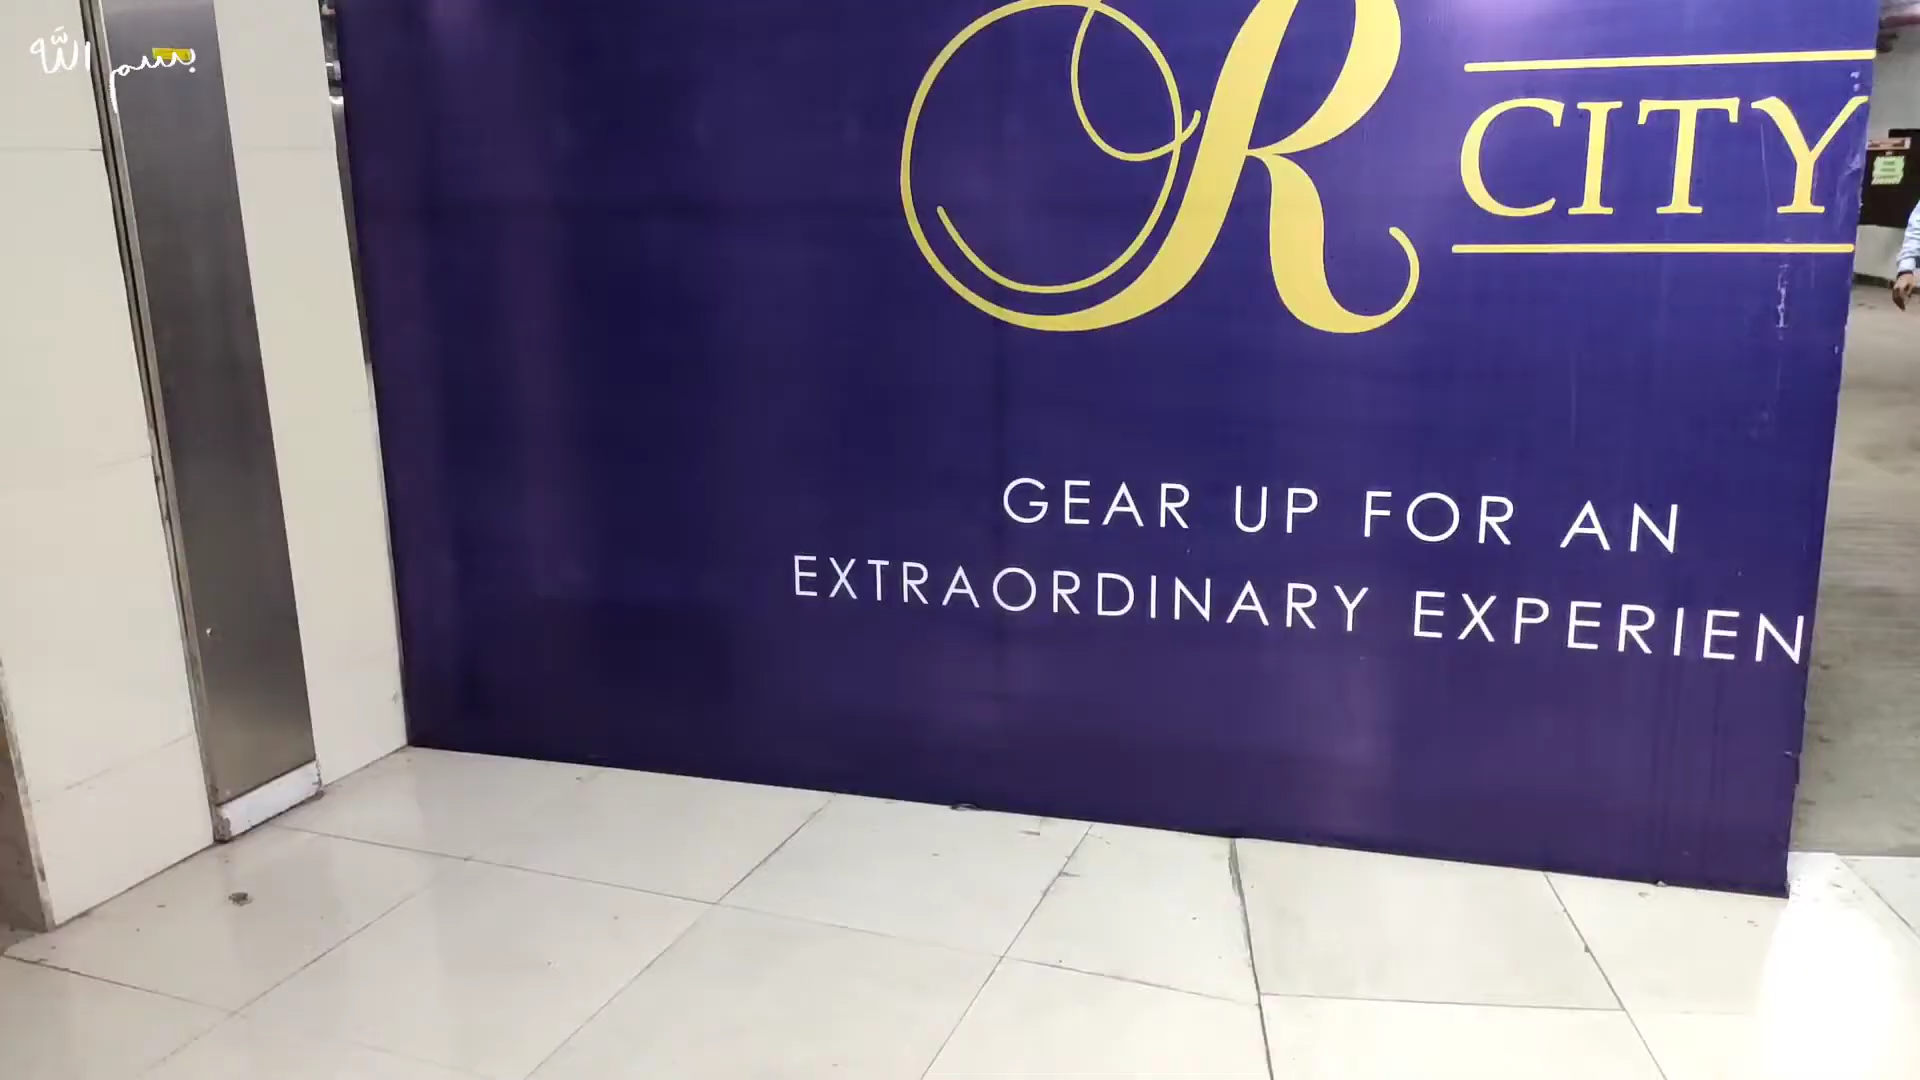 بسم الله
R CITY
GEAR UP FOR AN
EXTRAORDINARY EXPERIEN